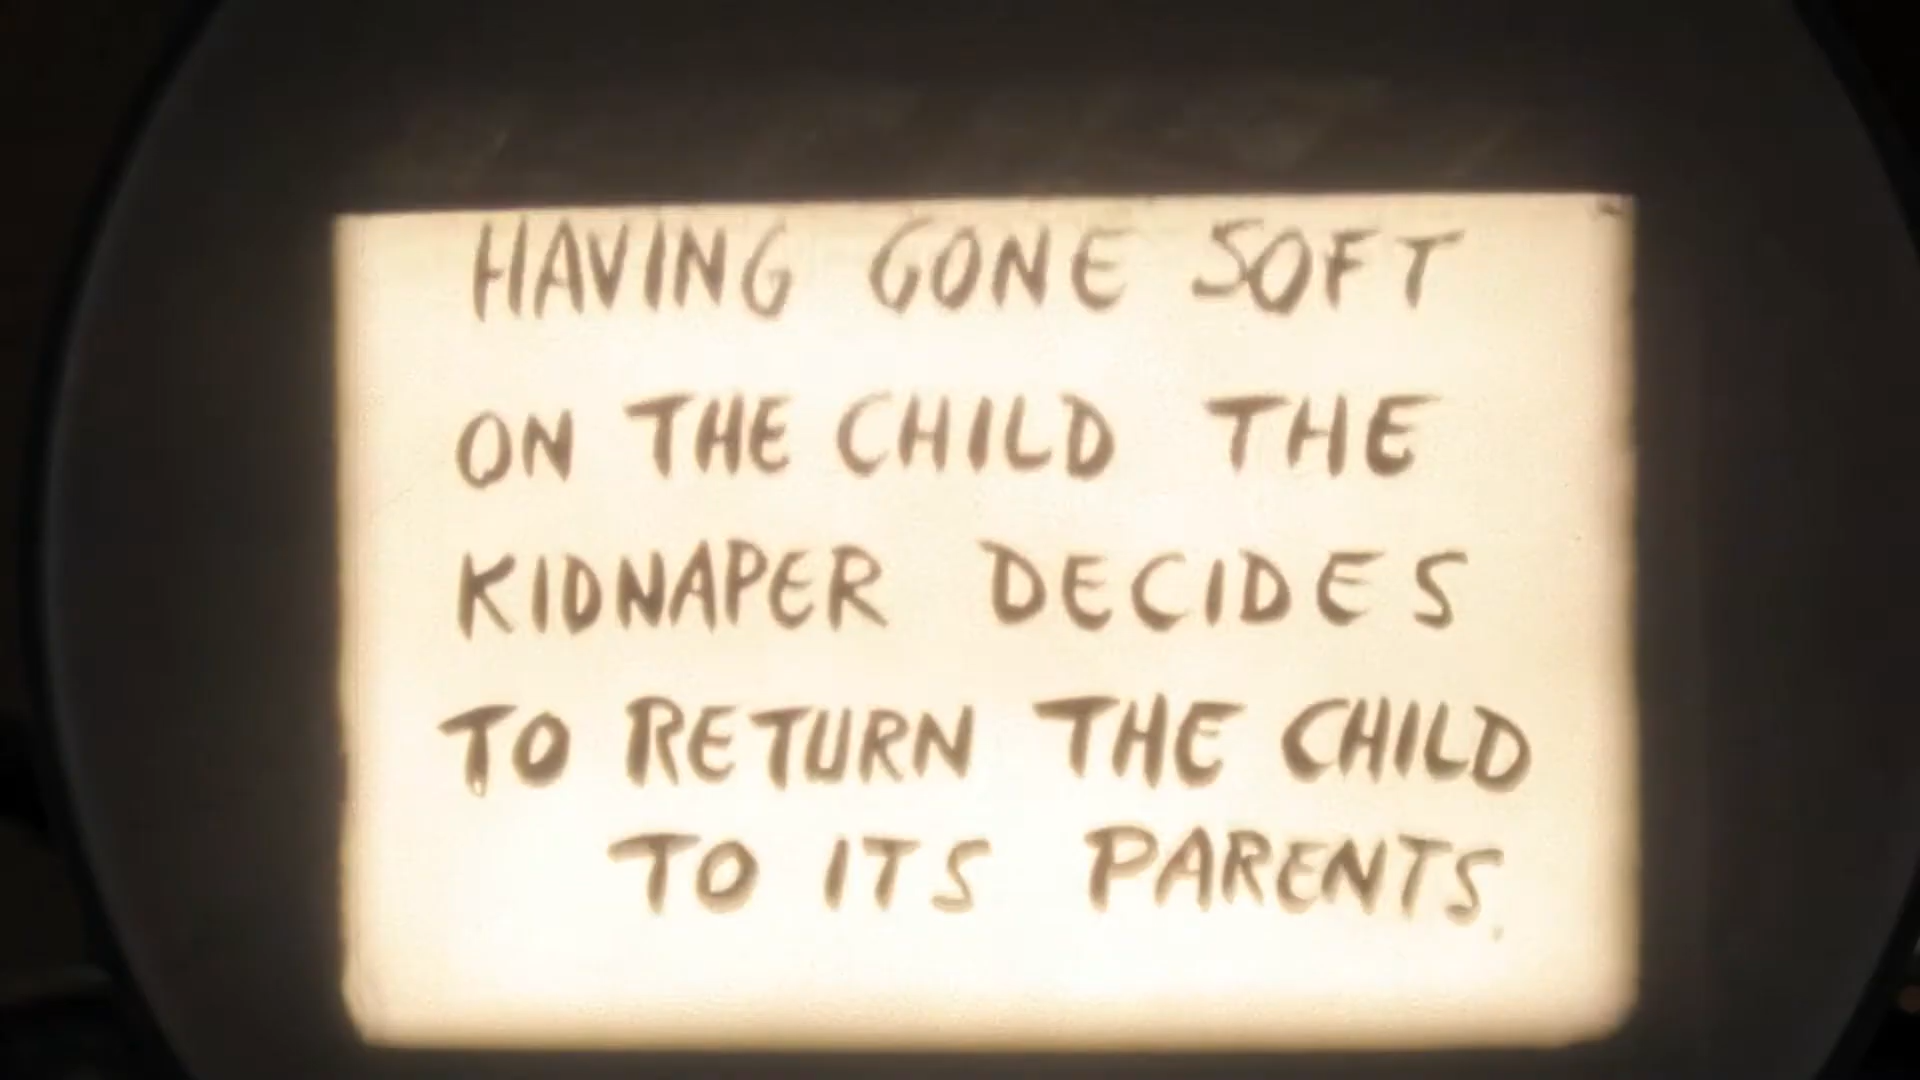 HAVING GONE SOFT
ON THE CHILD THE
KIDNAPER DECIDES
TO RETURN THE CHILD
TO ITS PARENTS.